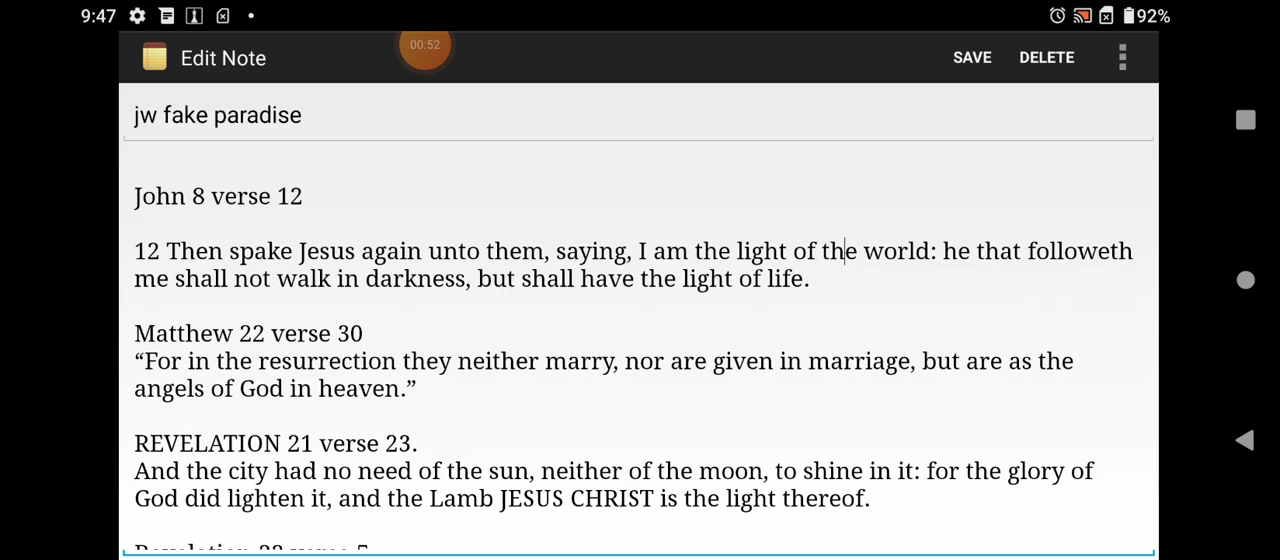 9:47
92%
00:52
Edit Note
SAVE
DELETE
jw fake paradise
John 8 verse 12
12 Then spake Jesus again unto them, saying, I am the light of the world: he that followeth
me shall not walk in darkness, but shall have the light of life.
Matthew 22 verse 30
“For in the resurrection they neither marry, nor are given in marriage, but are as the
angels of God in heaven.”
REVELATION 21 verse 23.
And the city had no need of the sun, neither of the moon, to shine in it: for the glory of
God did lighten it, and the Lamb JESUS CHRIST is the light thereof.